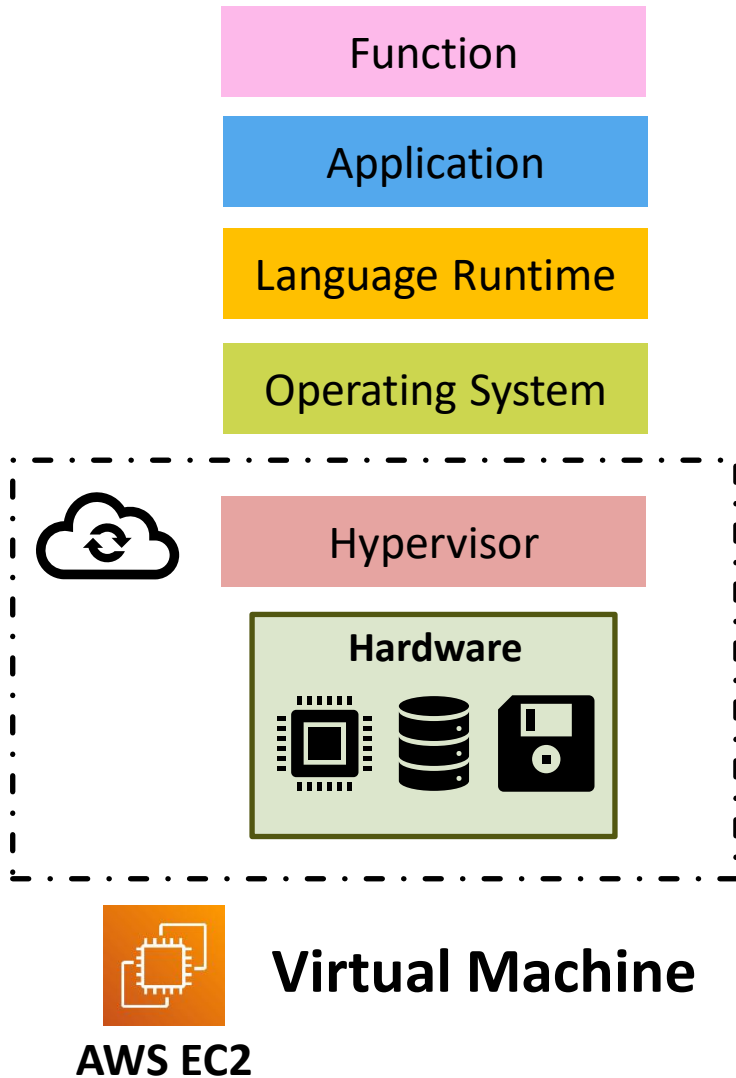 Function
Application
Language Runtime
Operating System
Hypervisor
Hardware
Virtual Machine
AWS EC2